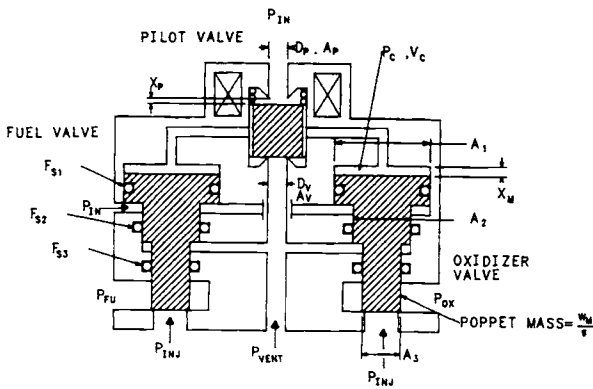 P_IN
PILOT VALVE
D_P . A_P
P_C , V_C
X_P
FUEL VALVE
A_1
F_S1
D_V
A_V
X_M
P_IN
F_S2
A_2
F_S3
OXIDIZER
VALVE
P_FU
P_OX
POPPET MASS=
W_M
A_3
P_INJ
P_VENT
P_INJ